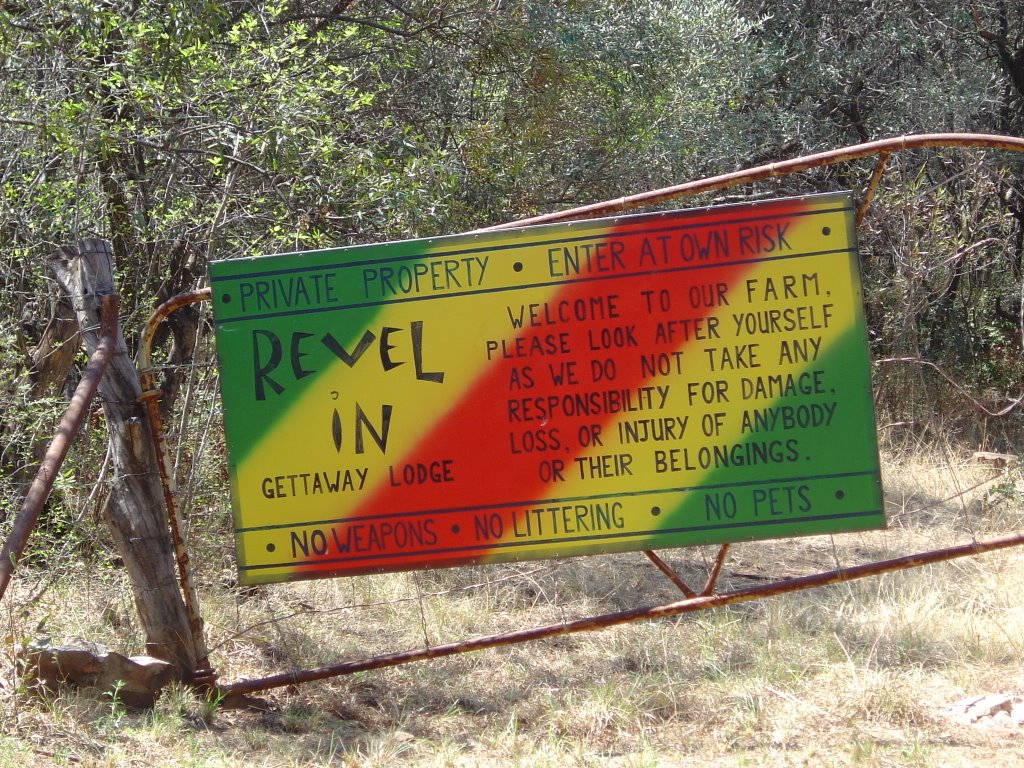 • PRIVATE PROPERTY • ENTER AT OWN RISK •
REVEL
iN
GETTAWAY LODGE
WELCOME TO OUR FARM,
PLEASE LOOK AFTER YOURSELF
AS WE DO NOT TAKE ANY
RESPONSIBILITY FOR DAMAGE,
LOSS, OR INJURY OF ANYBODY
OR THEIR BELONGINGS.
• NO WEAPONS • NO LITTERING • NO PETS •